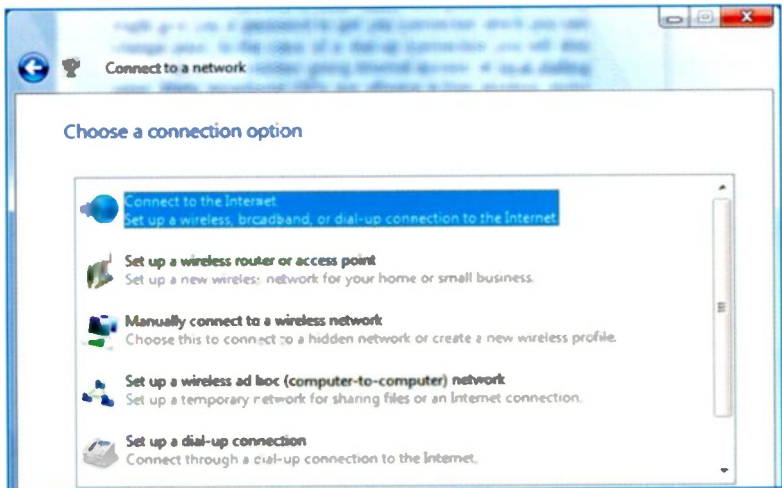 Connect to a network
Choose a connection option
Connect to the Internet
Set up a wireless, broadband, or dial-up connection to the Internet.
Set up a wireless router or access point
Set up a new wireless network for your home or small business.
Manually connect to a wireless network
Choose this to connect to a hidden network or create a new wireless profile.
Set up a wireless ad hoc (computer-to-computer) network
Set up a temporary network for sharing files or an Internet connection.
Set up a dial-up connection
Connect through a dial-up connection to the Internet.